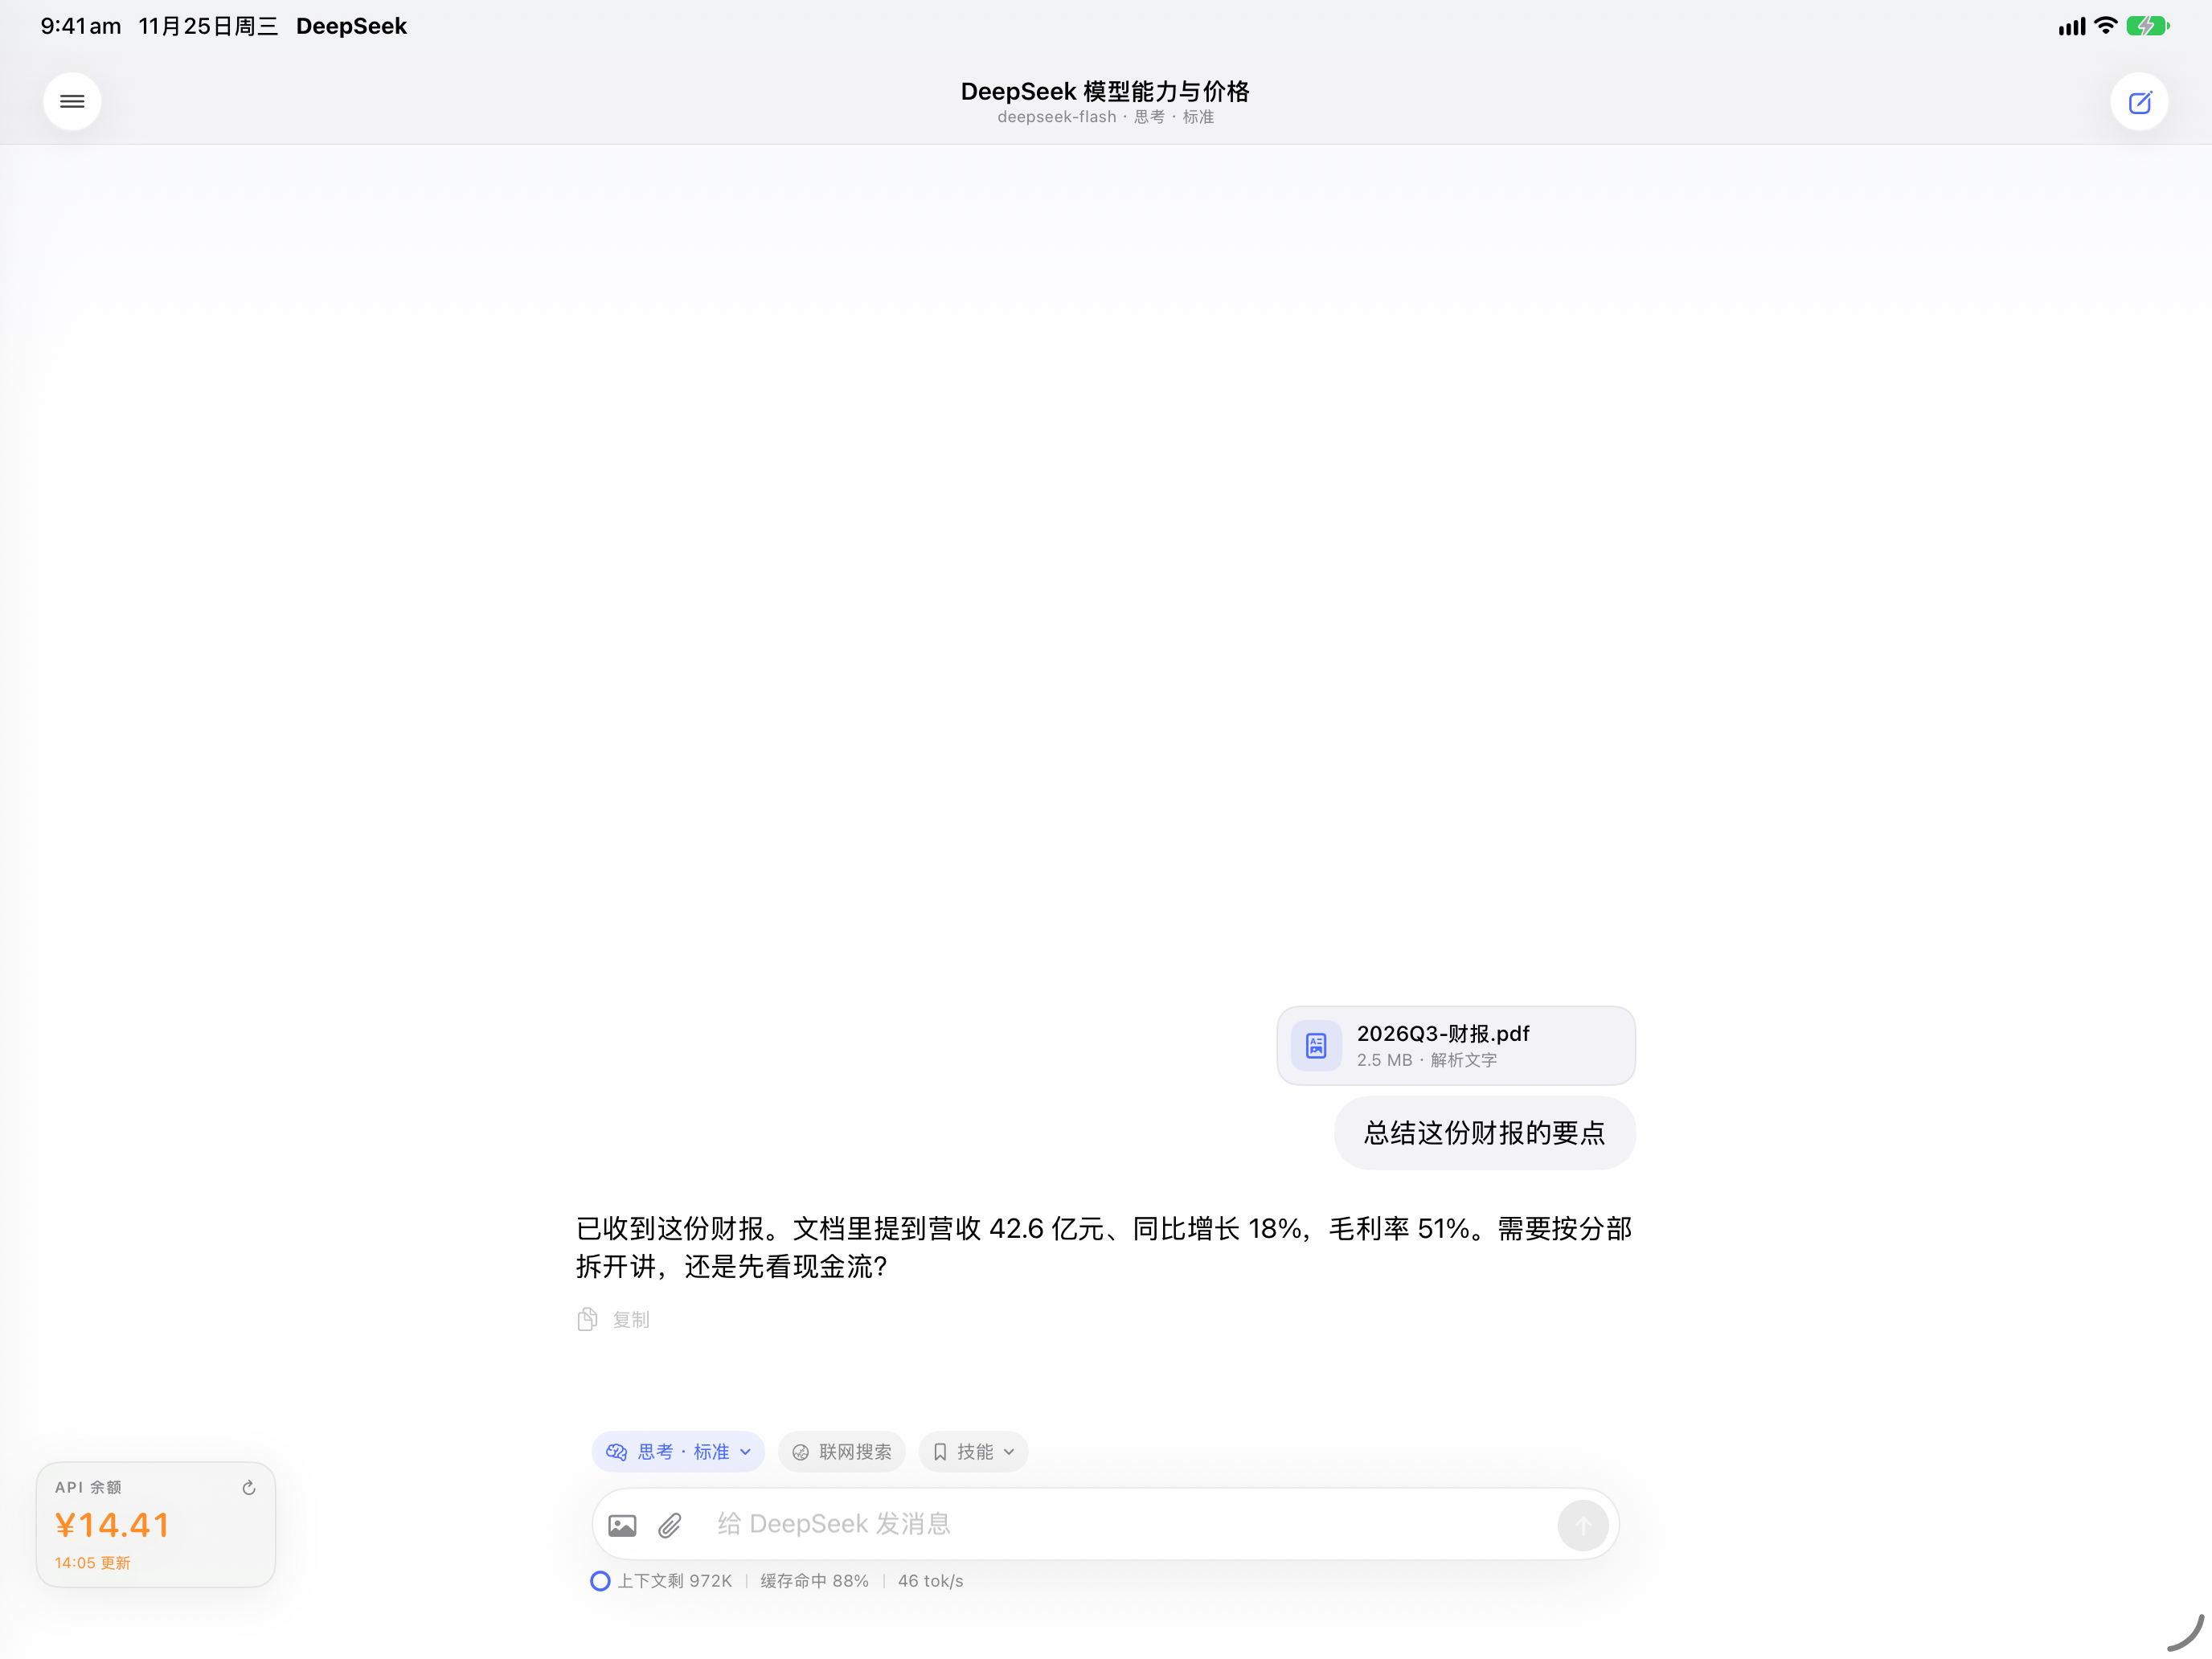 9:41am 11月25日周三 DeepSeek
DeepSeek 模型能力与价格
deepseek-flash · 思考 · 标准
2026Q3-财报.pdf
2.5 MB · 解析文字
总结这份财报的要点
已收到这份财报。文档里提到营收 42.6 亿元、同比增长 18%，毛利率 51%。需要按分部
拆开讲，还是先看现金流？
复制
思考 · 标准 联网搜索 技能
API 余额
¥14.41
14:05 更新
给 DeepSeek 发消息
上下文剩 972K | 缓存命中 88% | 46 tok/s